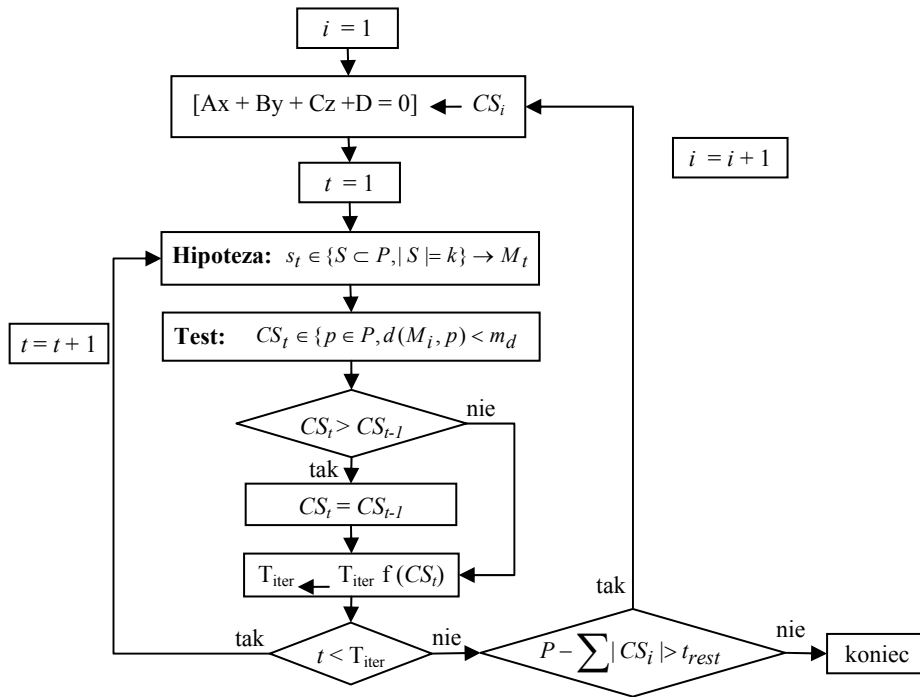 i = 1
[Ax + By + Cz +D = 0] ← CS_i
t = 1
i = i + 1
Hipoteza: s_t ∈ {S ⊂ P, | S |= k} → M_t
t = t + 1
Test: CS_t ∈ {p ∈ P, d(M_i, p) < m_d
nie
CS_t > CS_t-1
tak
CS_t = CS_t-1
T_iter ← T_iter f (CS_t)
tak
tak
nie
nie
t < T_iter
P − ∑ | CS_i | > t_rest
koniec